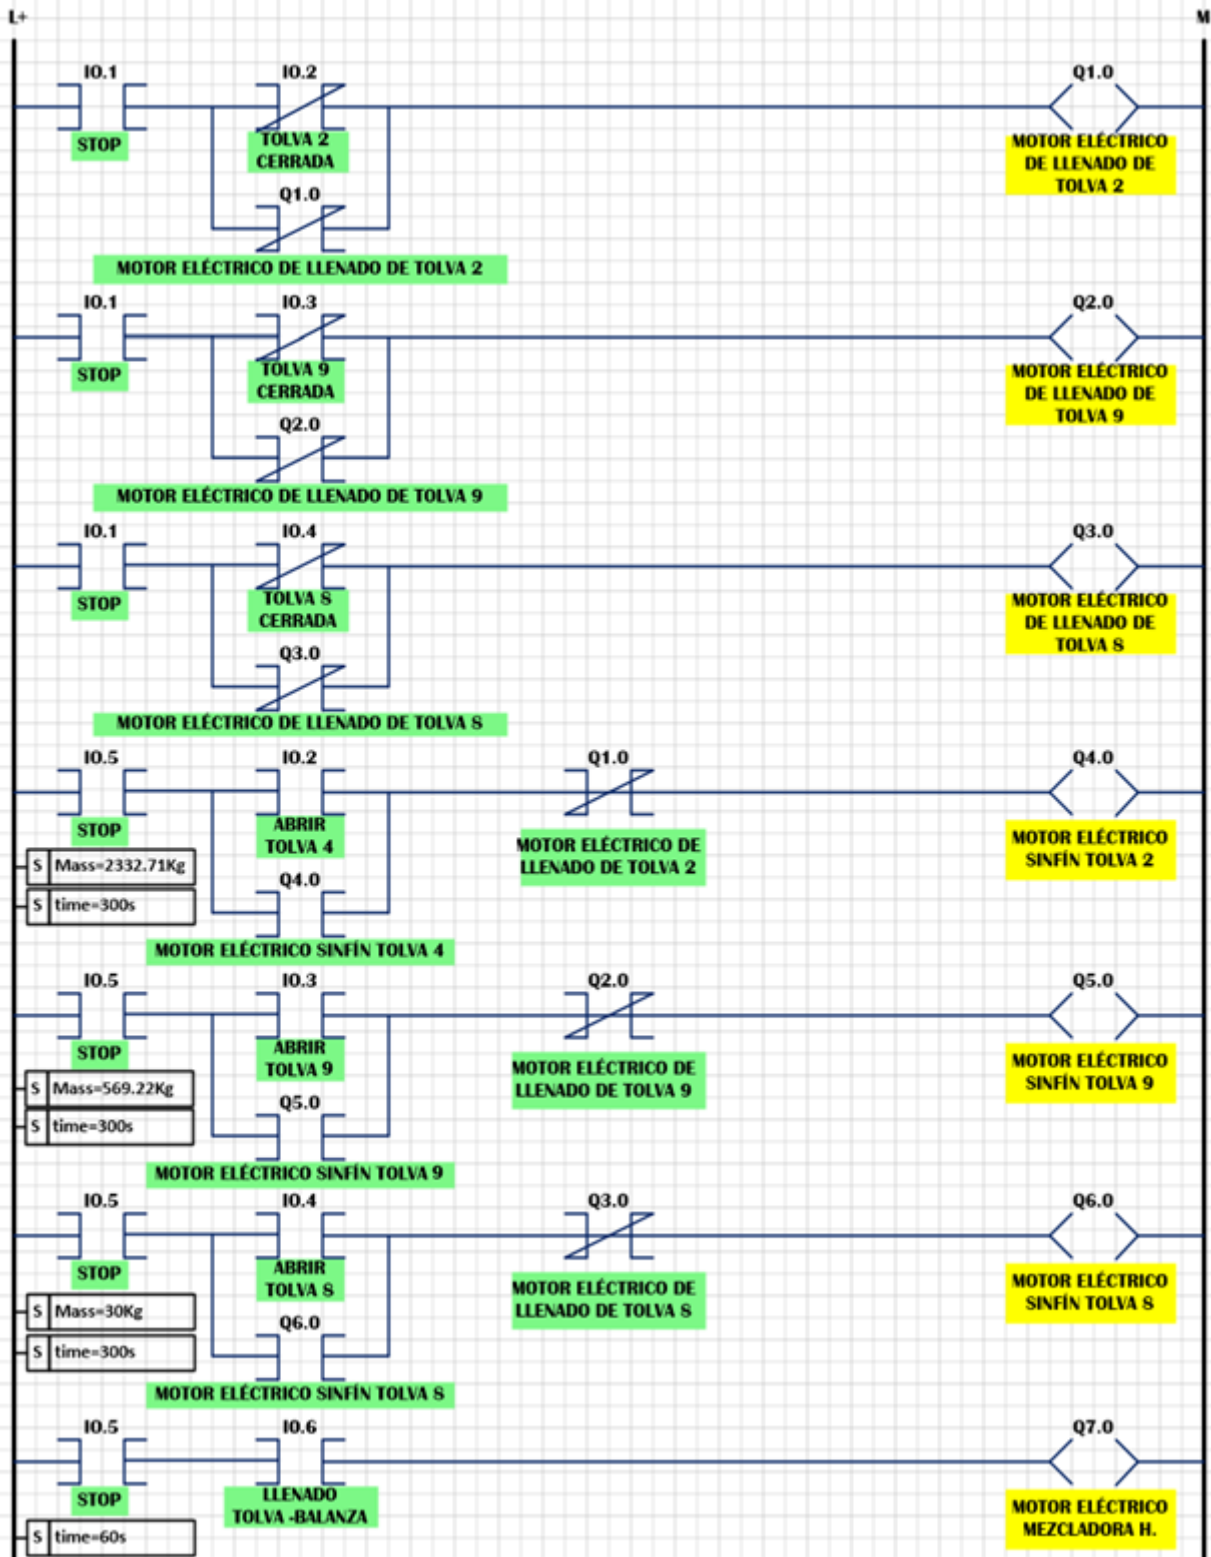 L+
M
I0.1
I0.2
Q1.0
STOP
TOLVA 2
CERRADA
MOTOR ELÉCTRICO
DE LLENADO DE
TOLVA 2
Q1.0
MOTOR ELÉCTRICO DE LLENADO DE TOLVA 2
I0.1
I0.3
Q2.0
STOP
TOLVA 9
CERRADA
MOTOR ELÉCTRICO
DE LLENADO DE
TOLVA 9
Q2.0
MOTOR ELÉCTRICO DE LLENADO DE TOLVA 9
I0.1
I0.4
Q3.0
STOP
TOLVA 8
CERRADA
MOTOR ELÉCTRICO
DE LLENADO DE
TOLVA 8
Q3.0
MOTOR ELÉCTRICO DE LLENADO DE TOLVA 8
I0.5
I0.2
Q1.0
Q4.0
STOP
ABRIR
TOLVA 4
MOTOR ELÉCTRICO DE
LLENADO DE TOLVA 2
MOTOR ELÉCTRICO
SINFÍN TOLVA 2
S Mass=2332.71Kg
S time=300s
Q4.0
MOTOR ELÉCTRICO SINFÍN TOLVA 4
I0.5
I0.3
Q2.0
Q5.0
STOP
ABRIR
TOLVA 9
MOTOR ELÉCTRICO DE
LLENADO DE TOLVA 9
MOTOR ELÉCTRICO
SINFÍN TOLVA 9
S Mass=569.22Kg
S time=300s
Q5.0
MOTOR ELÉCTRICO SINFÍN TOLVA 9
I0.5
I0.4
Q3.0
Q6.0
STOP
ABRIR
TOLVA 8
MOTOR ELÉCTRICO DE
LLENADO DE TOLVA 8
MOTOR ELÉCTRICO
SINFÍN TOLVA 8
S Mass=30Kg
S time=300s
Q6.0
MOTOR ELÉCTRICO SINFÍN TOLVA 8
I0.5
I0.6
Q7.0
STOP
LLENADO
TOLVA -BALANZA
MOTOR ELÉCTRICO
MEZCLADORA H.
S time=60s